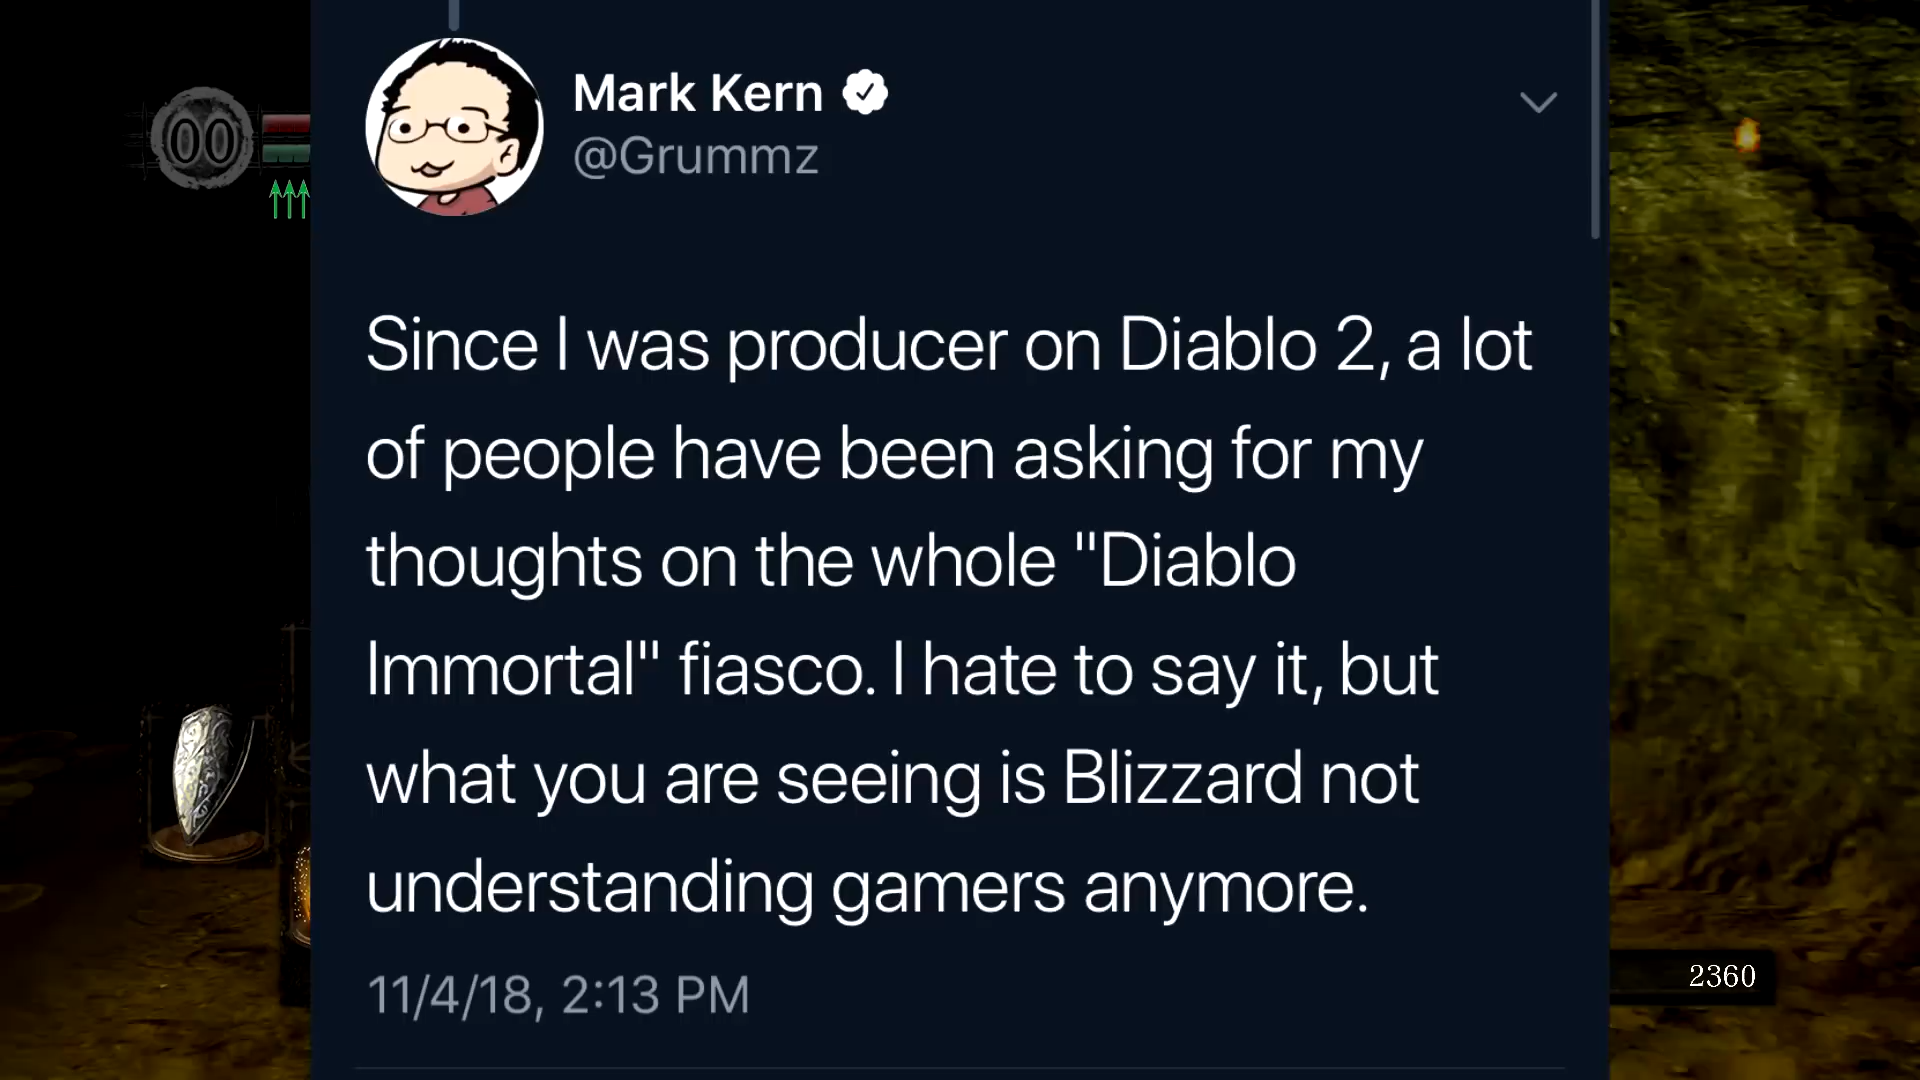 Mark Kern
@Grummz
00
Since I was producer on Diablo 2, a lot
of people have been asking for my
thoughts on the whole "Diablo
Immortal" fiasco. I hate to say it, but
what you are seeing is Blizzard not
understanding gamers anymore.
11/4/18, 2:13 PM
2360